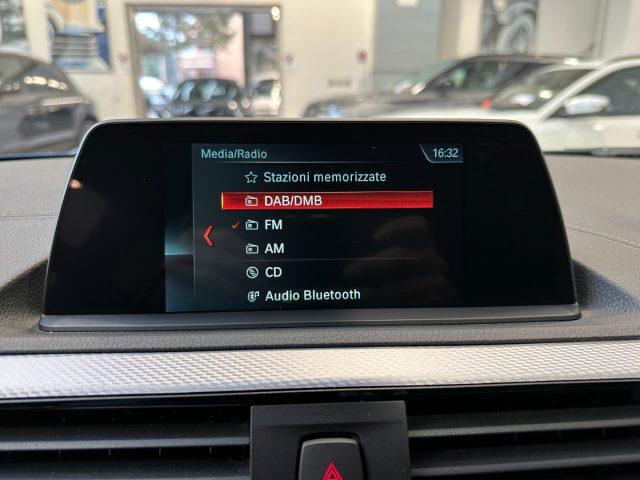 Media/Radio 16:32
Stazioni memorizzate
DAB/DMB
FM
AM
CD
Audio Bluetooth